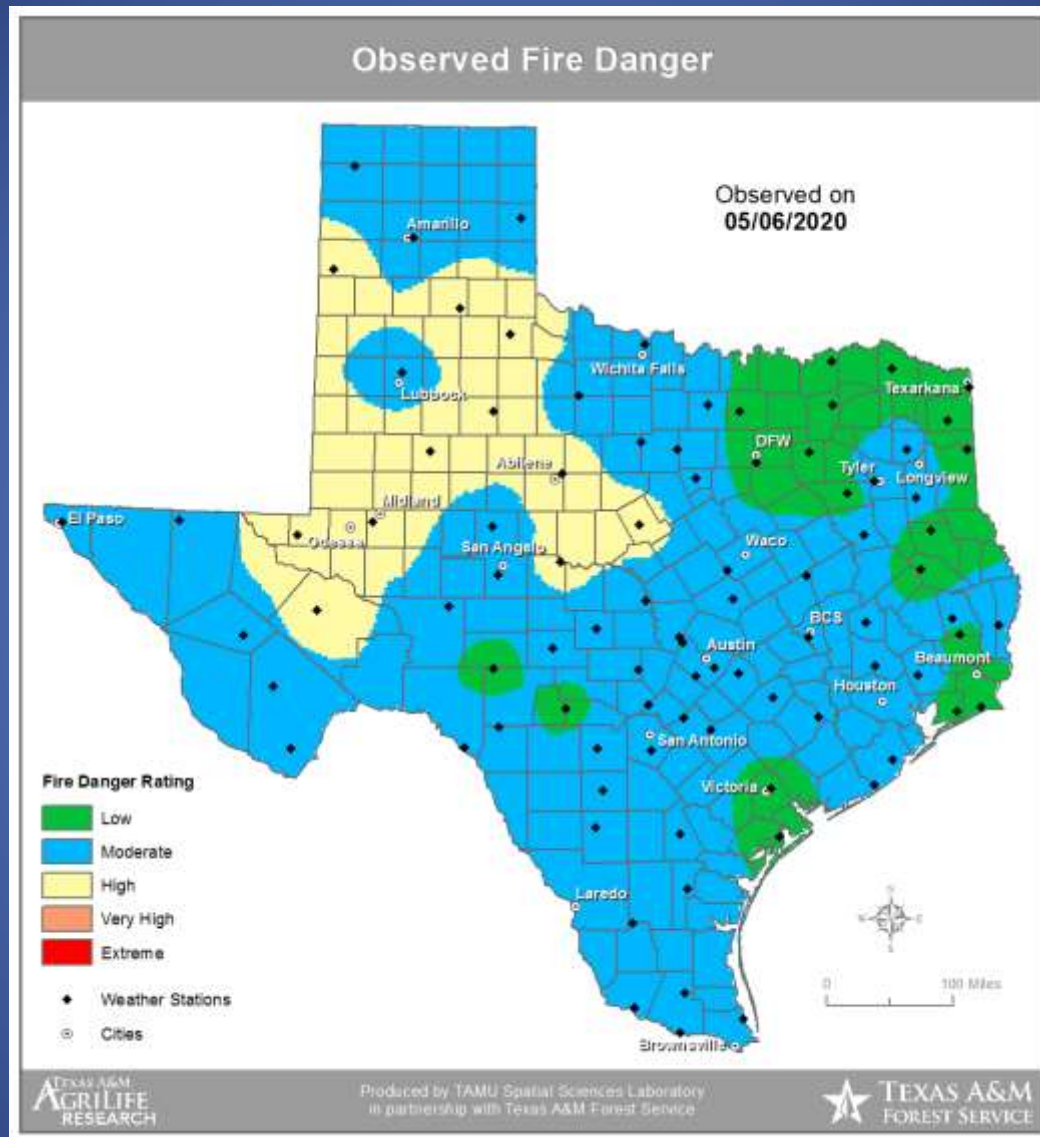 Observed Fire Danger
Observed on
05/06/2020
Amarillo
Wichita Falls
Lubbock
Texarkana
DFW
Abilene
Tyler
Longview
Midland
El Paso
Odessa
San Angelo
Waco
BCS
Austin
Beaumont
Houston
San Antonio
Victoria
Laredo
Brownsville
Fire Danger Rating
Low
Moderate
High
Very High
Extreme
Weather Stations
Cities
N
E
S
W
0 100 Miles
TEXAS A&M
AGRILIFE
RESEARCH
Produced by TAMU Spatial Sciences Laboratory
in partnership with Texas A&M Forest Service
TEXAS A&M
FOREST SERVICE